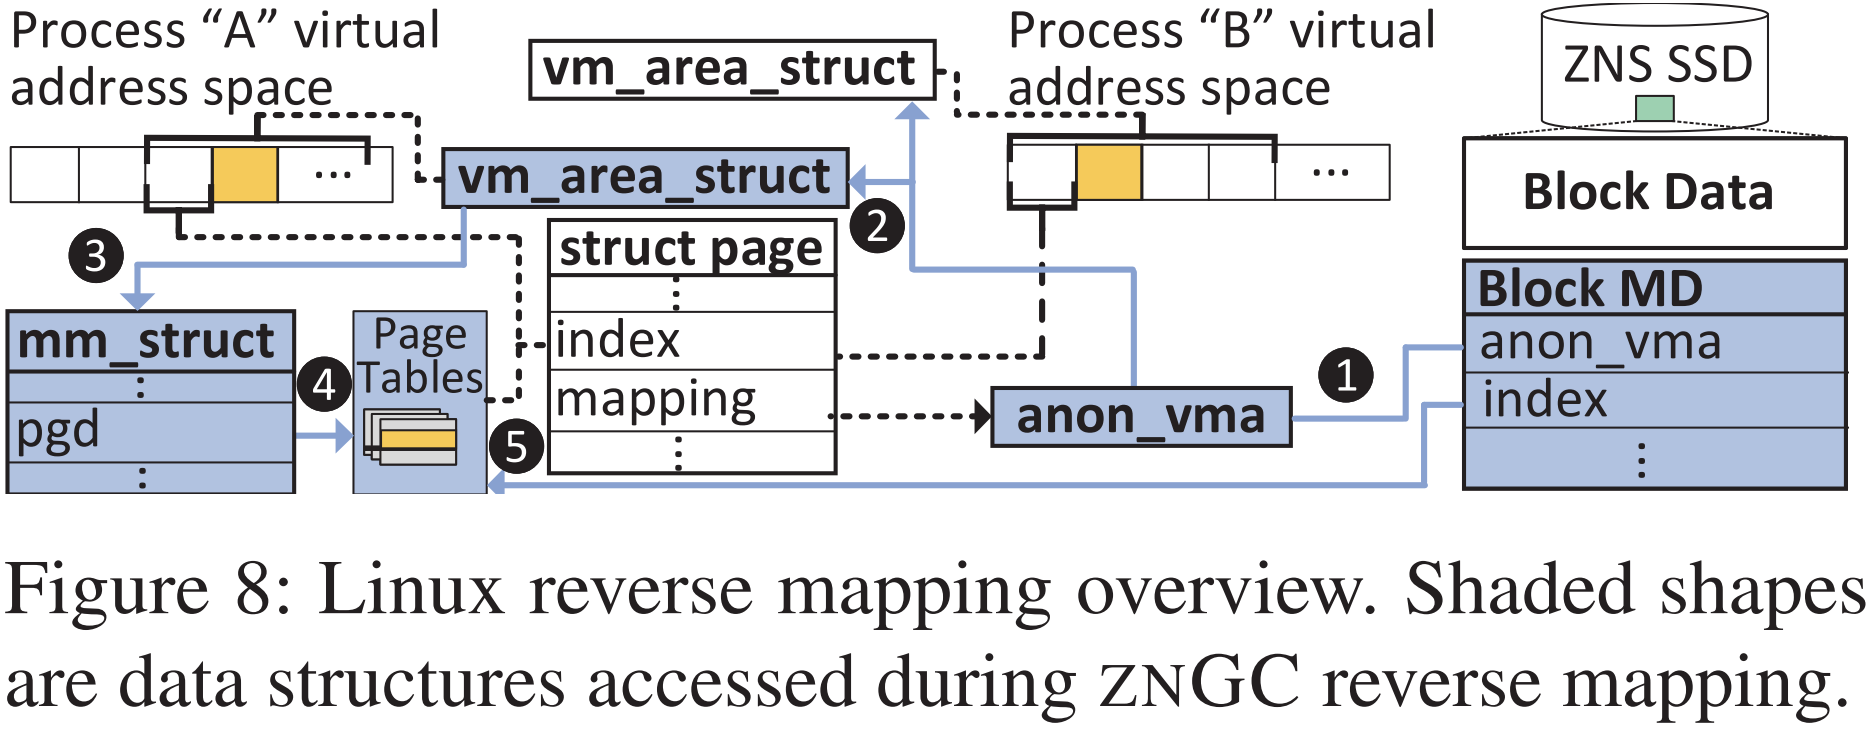 Process “A” virtual
address space
vm_area_struct
Process “B” virtual
address space
ZNS SSD
...
vm_area_struct
...
Block Data
2
3
struct page
⋮
Block MD
mm_struct
⋮
pgd
⋮
4
Page
Tables
5
index
mapping
⋮
1
anon_vma
anon_vma
index
⋮
Figure 8: Linux reverse mapping overview. Shaded shapes
are data structures accessed during ZNGC reverse mapping.